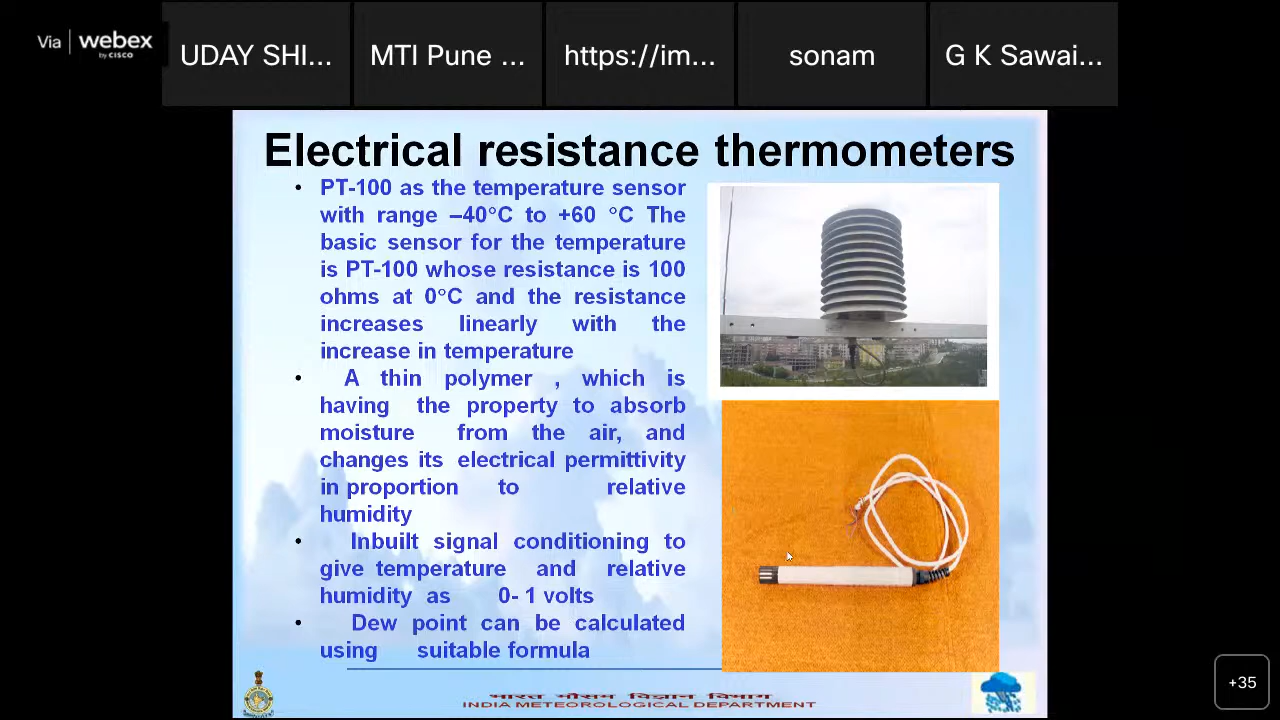 Via webex
by CISCO
UDAY SHI...
MTI Pune ...
https://im...
sonam
G K Sawai...
Electrical resistance thermometers
• PT-100 as the temperature sensor
with range –40°C to +60 °C The
basic sensor for the temperature
is PT-100 whose resistance is 100
ohms at 0°C and the resistance
increases linearly with the
increase in temperature
• A thin polymer , which is
having the property to absorb
moisture from the air, and
changes its electrical permittivity
in proportion to relative
humidity
• Inbuilt signal conditioning to
give temperature and relative
humidity as 0- 1 volts
• Dew point can be calculated
using suitable formula
भारत मौसम विज्ञान विभाग
INDIA METEOROLOGICAL DEPARTMENT
+35